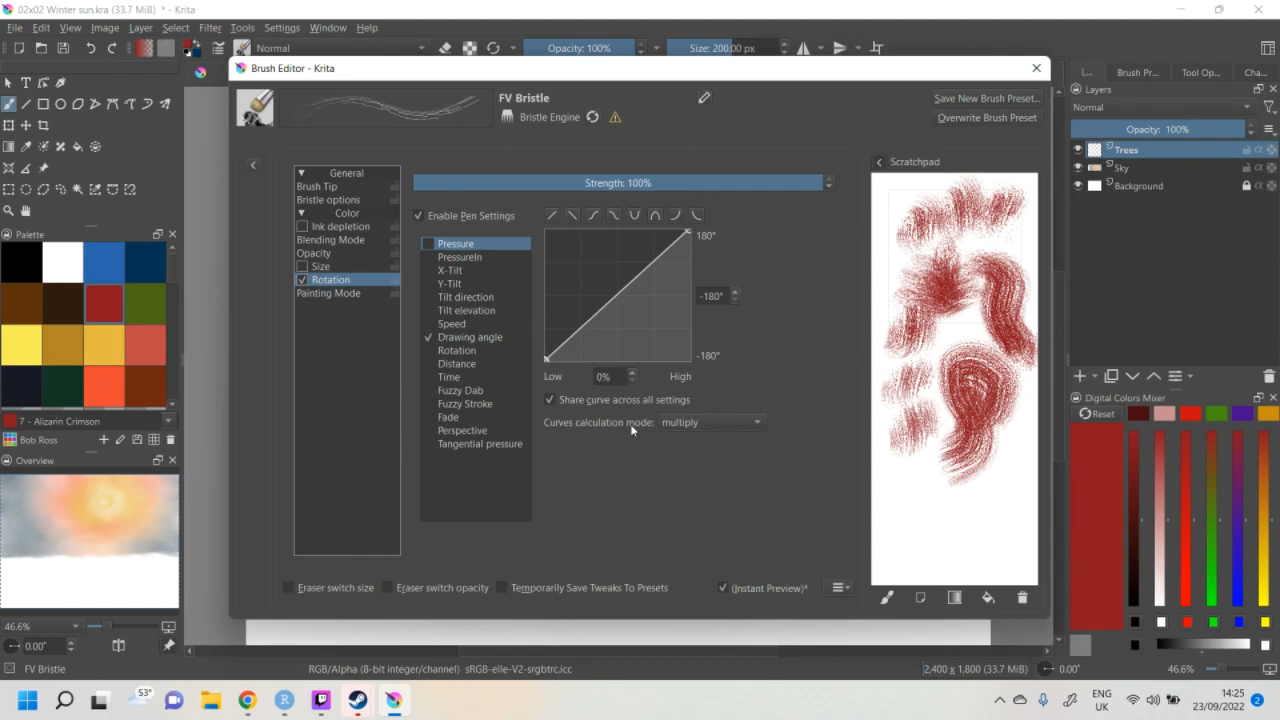 02x02 Winter sun.kra (33.7 MiB) * - Krita
File Edit View Image Layer Select Filter Tools Settings Window Help
Normal Opacity: 100% Size: 200.00 px
Brush Editor - Krita
L... Brush Pr... Tool Op... Cha...
Layers
Normal
Opacity: 100%
Trees
Sky
Background
FV Bristle
Bristle Engine
Save New Brush Preset...
Overwrite Brush Preset
Scratchpad
General
Brush Tip
Bristle options
Color
Ink depletion
Blending Mode
Opacity
Size
Rotation
Painting Mode
Strength: 100%
Enable Pen Settings
Pressure
PressureIn
X-Tilt
Y-Tilt
Tilt direction
Tilt elevation
Speed
Drawing angle
Rotation
Distance
Time
Fuzzy Dab
Fuzzy Stroke
Fade
Perspective
Tangential pressure
180°
-180°
-180°
Low 0% High
Share curve across all settings
Curves calculation mode: multiply
Eraser switch size Eraser switch opacity Temporarily Save Tweaks To Presets (Instant Preview)*
Palette
7 - Alizarin Crimson
Bob Ross
Overview
46.6%
0.00°
Digital Colors Mixer
Reset
FV Bristle RGB/Alpha (8-bit integer/channel) sRGB-elle-V2-srgbtrc.icc 2,400 x 1,800 (33.7 MiB) 0.00° 46.6%
53°
ENG
UK
14:25
23/09/2022
2